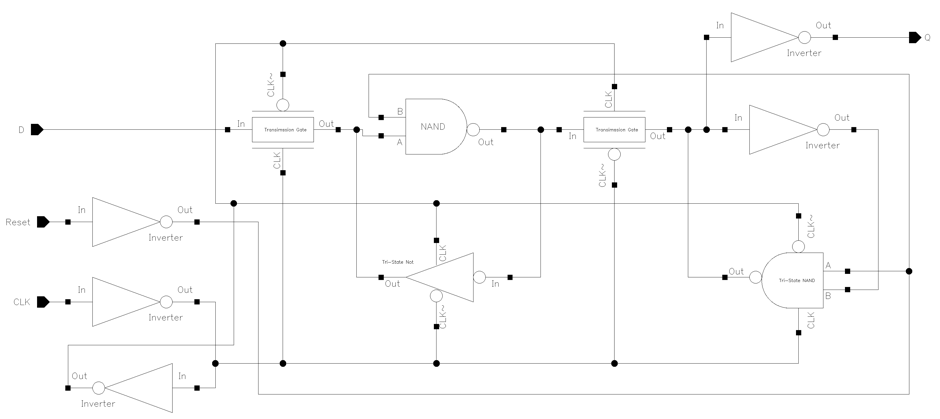 In
Out
Q
Inverter
CLK~
CLK
B
In
Out
Inverter
D
In
Transimssion Gate
Out
NAND
A
Out
In
Transimssion Gate
Out
CLK
CLK~
Reset
In
Out
Inverter
CLK~
CLK
Tri-State Not
Out
In
CLK~
Out
A
Tri-State NAND
B
CLK
CLK
In
Out
Inverter
Out
In
Inverter